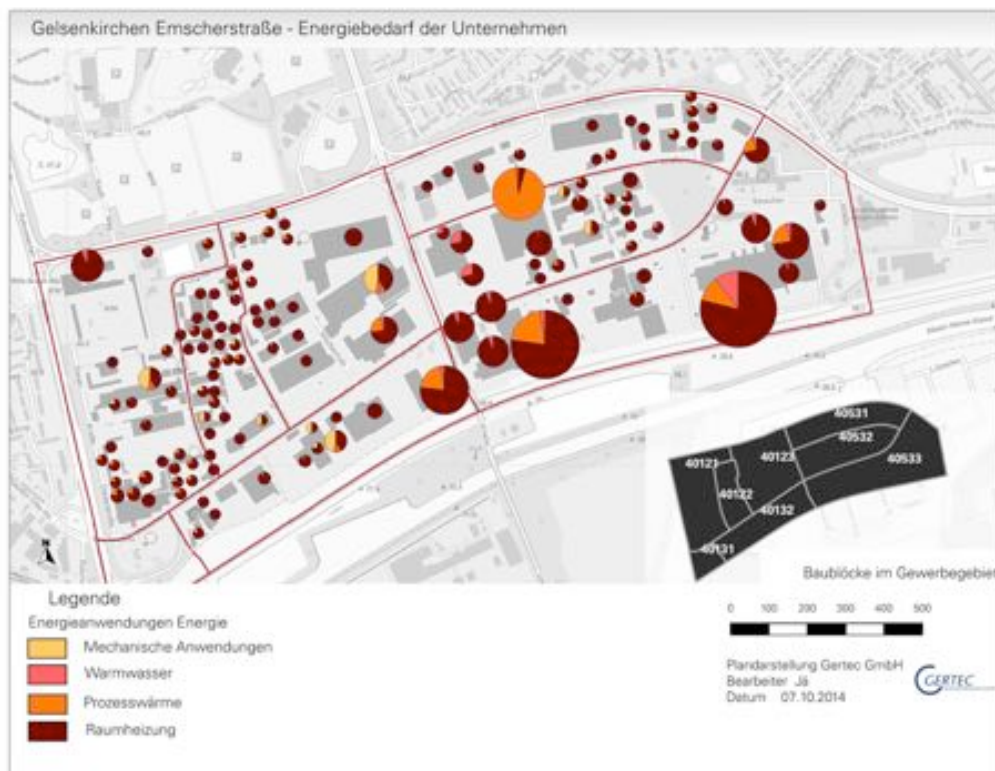 Gelsenkirchen Emscherstraße - Energiebedarf der Unternehmen
40531
40532
40121
40123
40533
40122
40132
40131
Baublöcke im Gewerbegebiet
Legende
Energieanwendungen Energie
Mechanische Anwendungen
Warmwasser
Prozesswärme
Raumheizung
0 100 200 300 400 500
Plandarstellung Gertec GmbH
Bearbeiter Jä
Datum 07.10.2014
GERTEC